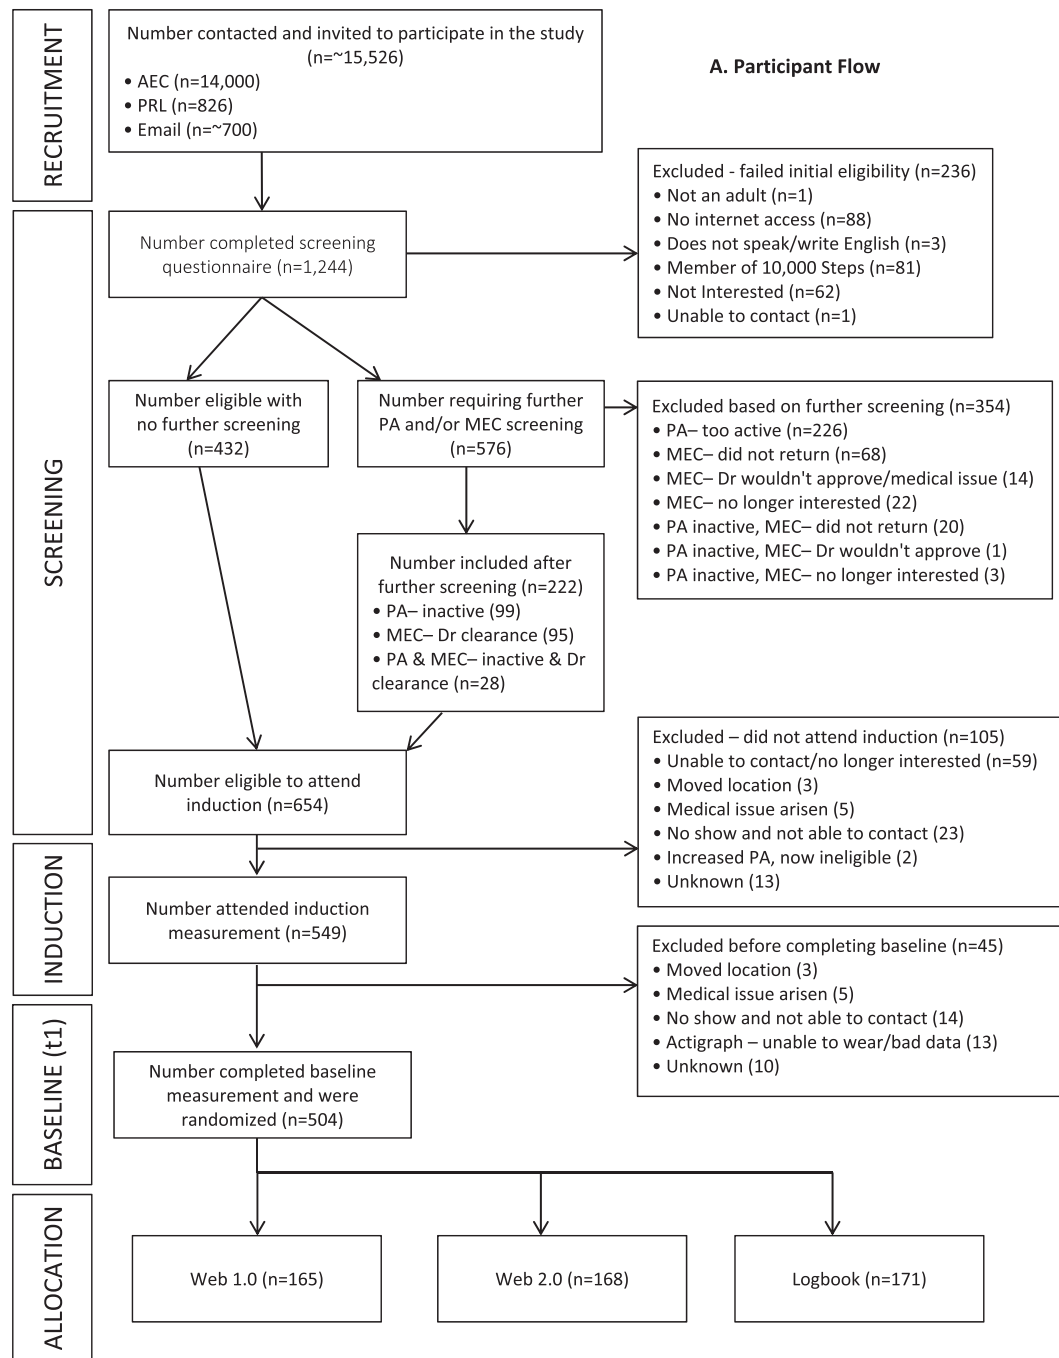 RECRUITMENT
Number contacted and invited to participate in the study
(n=~15,526)
• AEC (n=14,000)
• PRL (n=826)
• Email (n=~700)
A. Participant Flow
Excluded - failed initial eligibility (n=236)
• Not an adult (n=1)
• No internet access (n=88)
• Does not speak/write English (n=3)
• Member of 10,000 Steps (n=81)
• Not Interested (n=62)
• Unable to contact (n=1)
SCREENING
Number completed screening
questionnaire (n=1,244)
Number eligible with
no further screening
(n=432)
Number requiring further
PA and/or MEC screening
(n=576)
Excluded based on further screening (n=354)
• PA– too active (n=226)
• MEC– did not return (n=68)
• MEC– Dr wouldn't approve/medical issue (14)
• MEC– no longer interested (22)
• PA inactive, MEC– did not return (20)
• PA inactive, MEC– Dr wouldn't approve (1)
• PA inactive, MEC– no longer interested (3)
Number included after
further screening (n=222)
• PA– inactive (99)
• MEC– Dr clearance (95)
• PA & MEC– inactive & Dr
clearance (n=28)
Number eligible to attend
induction (n=654)
Excluded – did not attend induction (n=105)
• Unable to contact/no longer interested (n=59)
• Moved location (3)
• Medical issue arisen (5)
• No show and not able to contact (23)
• Increased PA, now ineligible (2)
• Unknown (13)
INDUCTION
Number attended induction
measurement (n=549)
Excluded before completing baseline (n=45)
• Moved location (3)
• Medical issue arisen (5)
• No show and not able to contact (14)
• Actigraph – unable to wear/bad data (13)
• Unknown (10)
BASELINE (t1)
Number completed baseline
measurement and were
randomized (n=504)
ALLOCATION
Web 1.0 (n=165)
Web 2.0 (n=168)
Logbook (n=171)